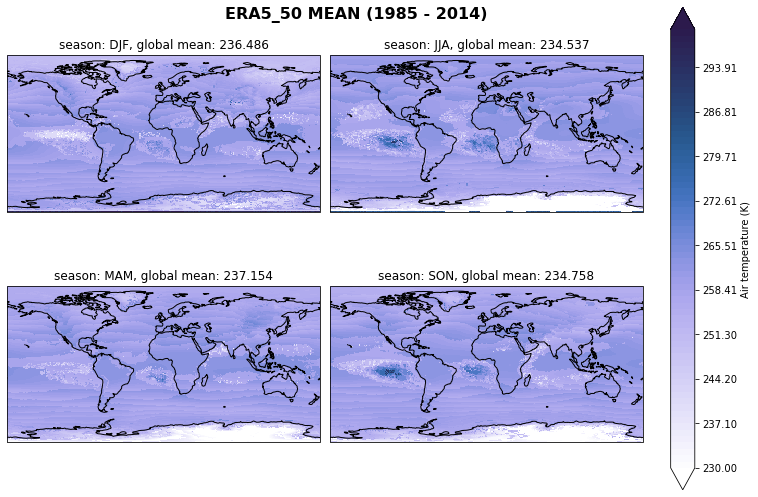 ERA5_50 MEAN (1985 - 2014)
season: DJF, global mean: 236.486
season: JJA, global mean: 234.537
season: MAM, global mean: 237.154
season: SON, global mean: 234.758
293.91
286.81
279.71
272.61
265.51
258.41
251.30
244.20
237.10
230.00
Air temperature (K)